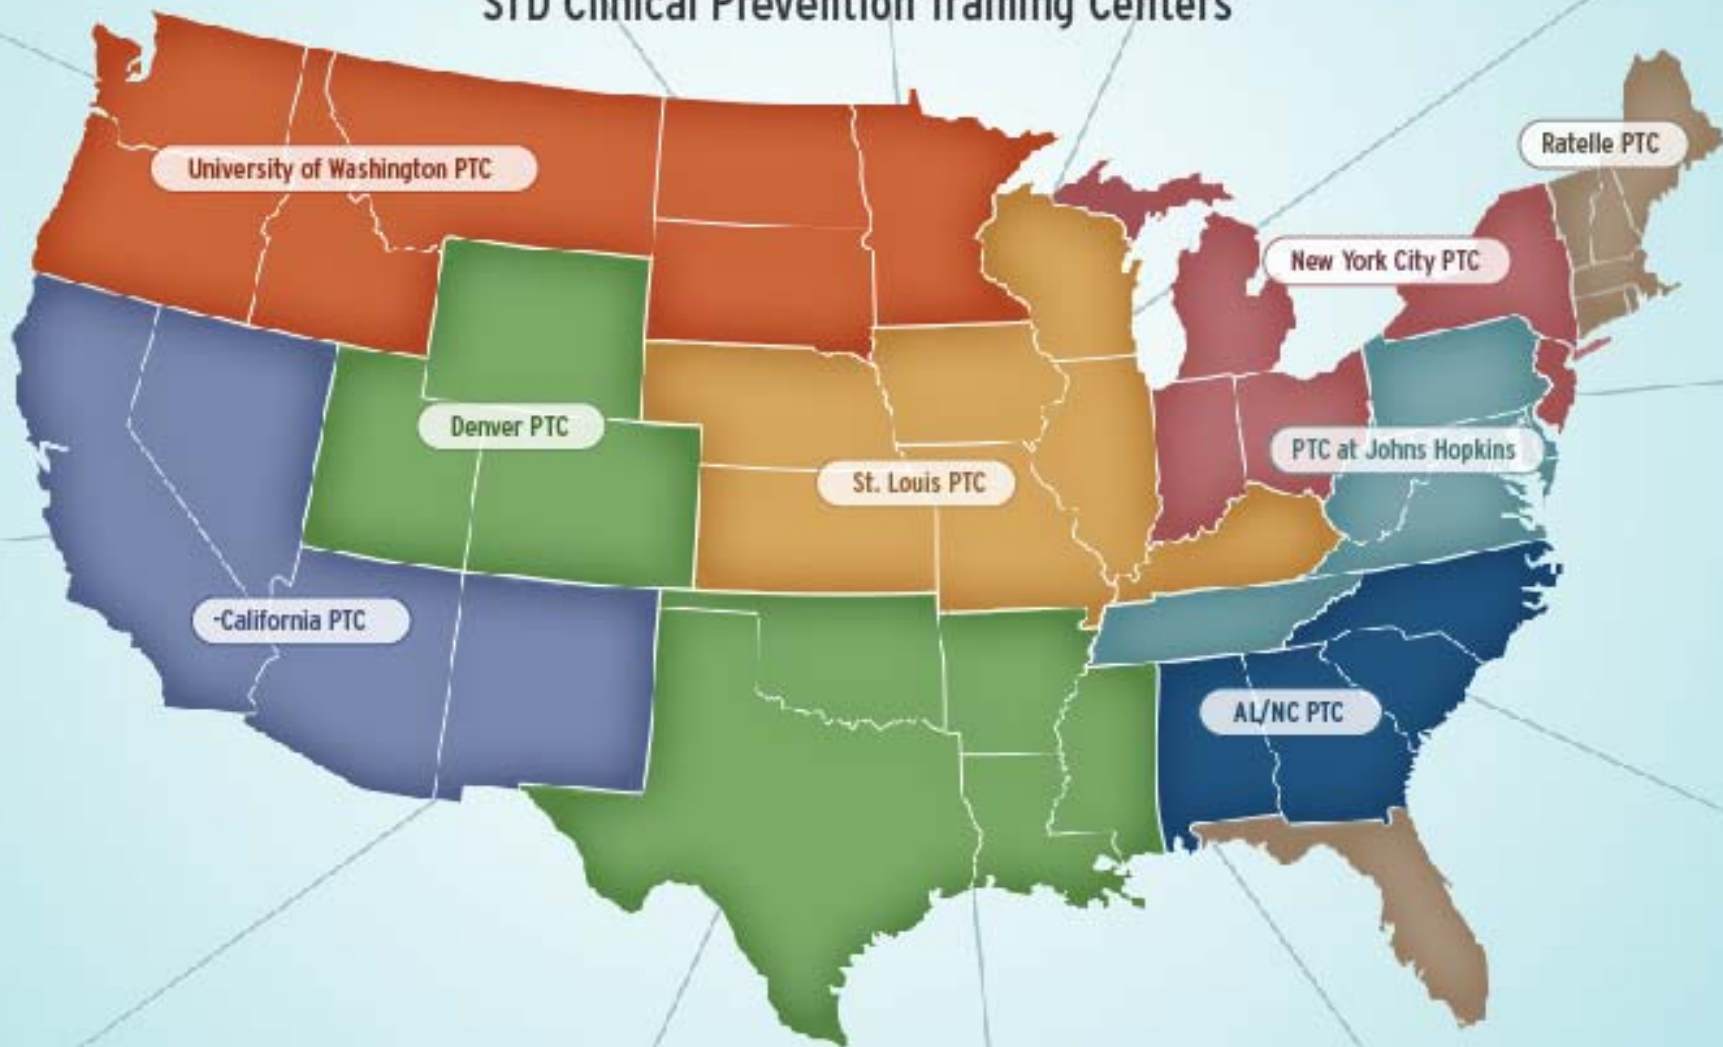 STD Clinical Prevention Training Centers
Ratelle PTC
University of Washington PTC
New York City PTC
Denver PTC
PTC at Johns Hopkins
St. Louis PTC
-California PTC
AL/NC PTC